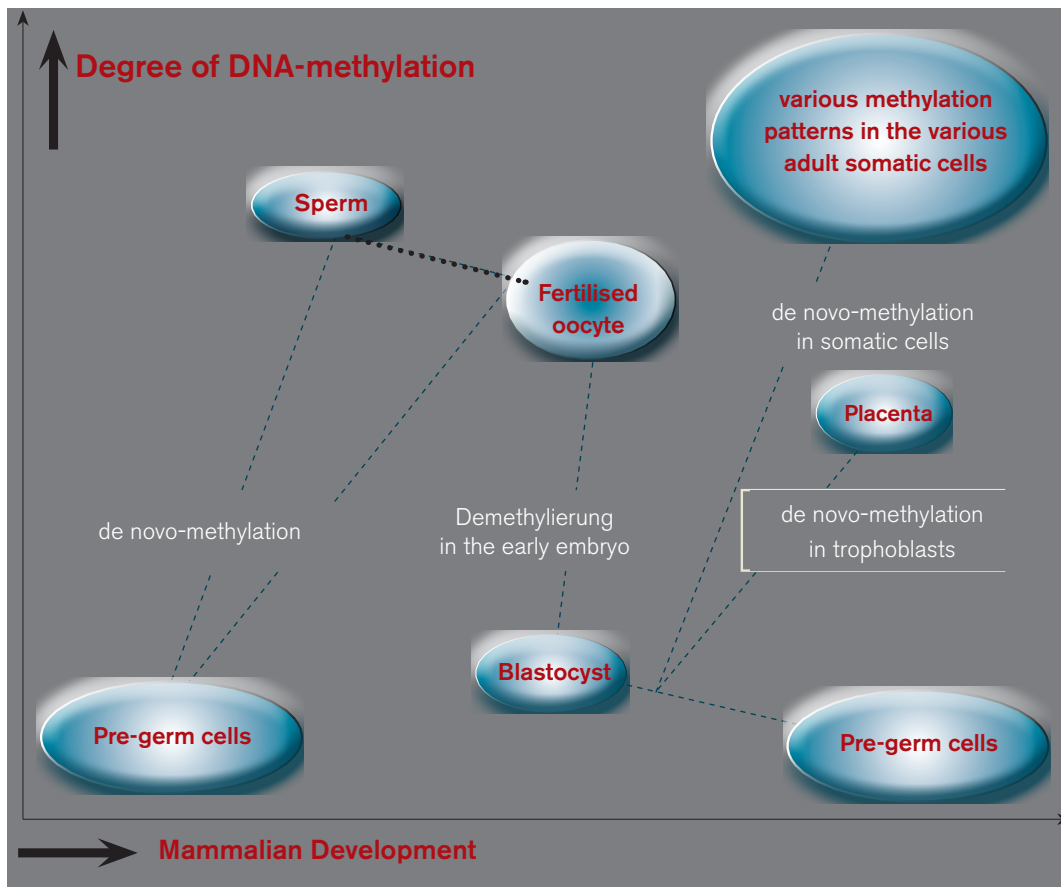 Degree of DNA-methylation
various methylation
patterns in the various
adult somatic cells
Sperm
Fertilised
oocyte
de novo-methylation
in somatic cells
Placenta
de novo-methylation
Demethylierung
in the early embryo
de novo-methylation
in trophoblasts
Blastocyst
Pre-germ cells
Pre-germ cells
Mammalian Development